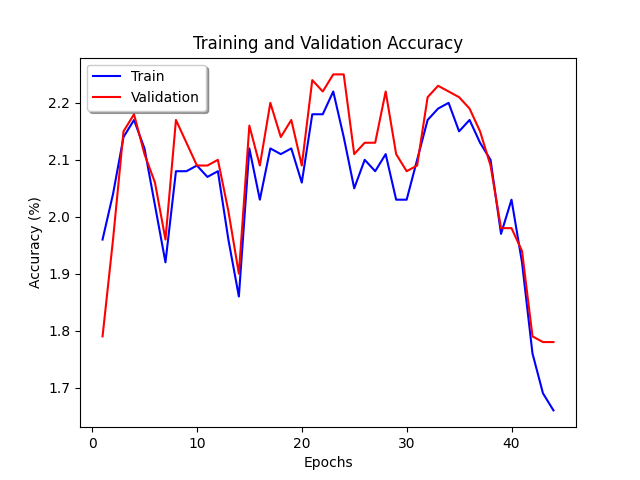 Training and Validation Accuracy
Train
Validation
Accuracy (%)
2.2
2.1
2.0
1.9
1.8
1.7
0
10
20
30
40
Epochs